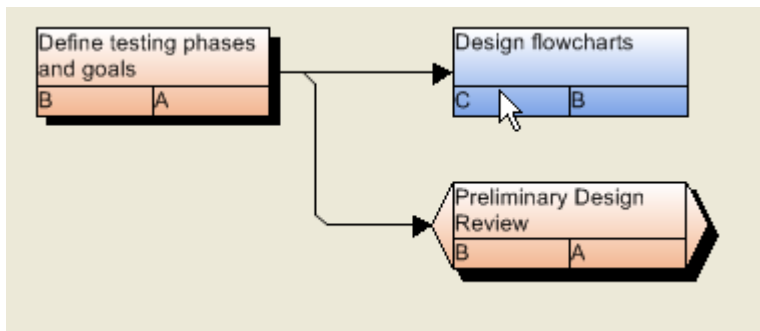 Define testing phases
and goals
B A
Design flowcharts
C B
Preliminary Design
Review
B A